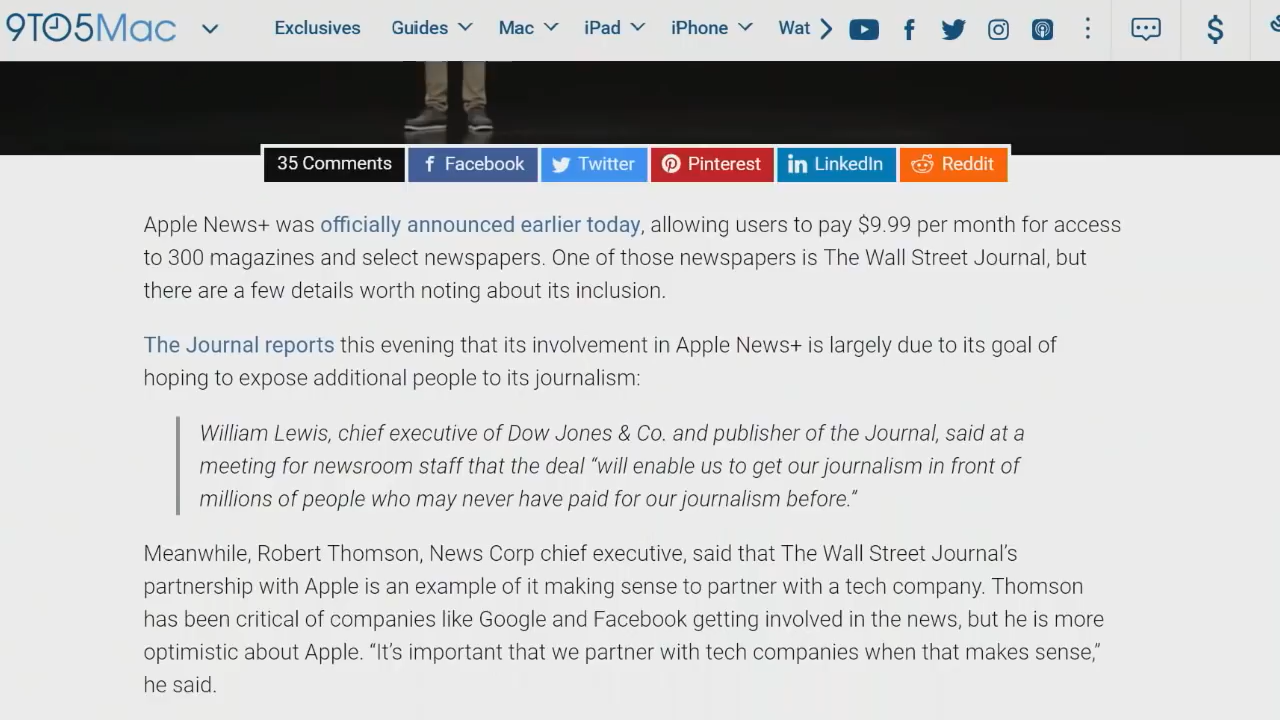 9TO5Mac Exclusives Guides Mac iPad iPhone Wat
35 Comments Facebook Twitter Pinterest LinkedIn Reddit
Apple News+ was officially announced earlier today, allowing users to pay $9.99 per month for access
to 300 magazines and select newspapers. One of those newspapers is The Wall Street Journal, but
there are a few details worth noting about its inclusion.
The Journal reports this evening that its involvement in Apple News+ is largely due to its goal of
hoping to expose additional people to its journalism:
William Lewis, chief executive of Dow Jones & Co. and publisher of the Journal, said at a
meeting for newsroom staff that the deal “will enable us to get our journalism in front of
millions of people who may never have paid for our journalism before.”
Meanwhile, Robert Thomson, News Corp chief executive, said that The Wall Street Journal’s
partnership with Apple is an example of it making sense to partner with a tech company. Thomson
has been critical of companies like Google and Facebook getting involved in the news, but he is more
optimistic about Apple. “It’s important that we partner with tech companies when that makes sense,”
he said.